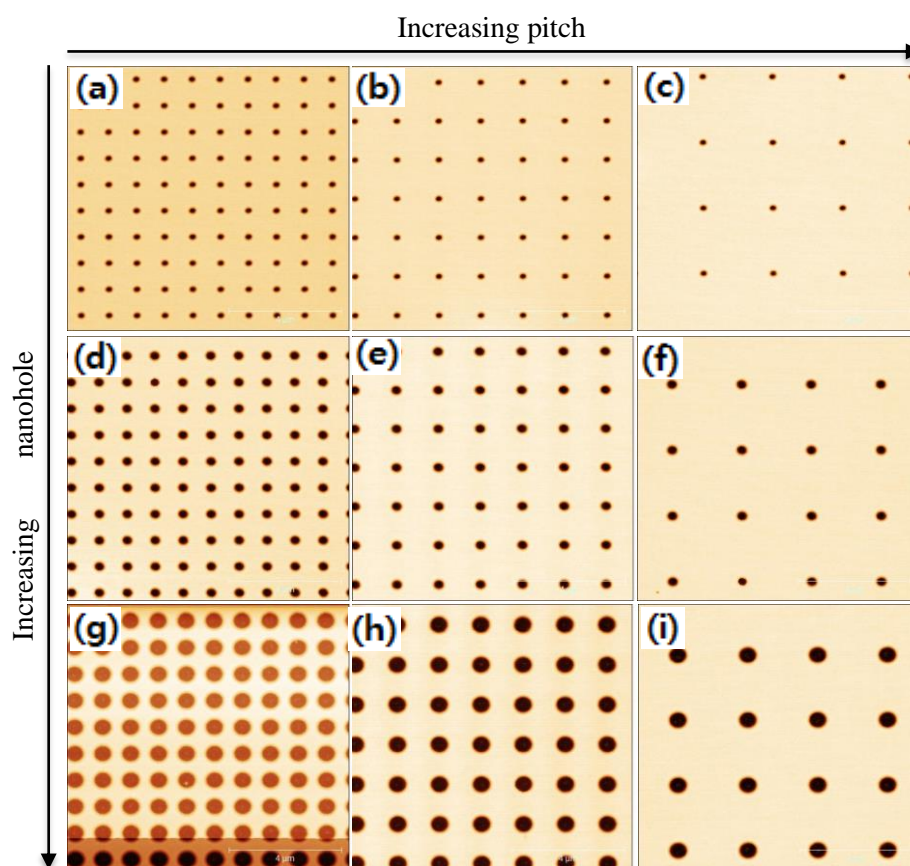 Increasing pitch
(a)
(b)
(c)
Increasing nanohole
(d)
(e)
(f)
(g)
(h)
(i)
4 μm